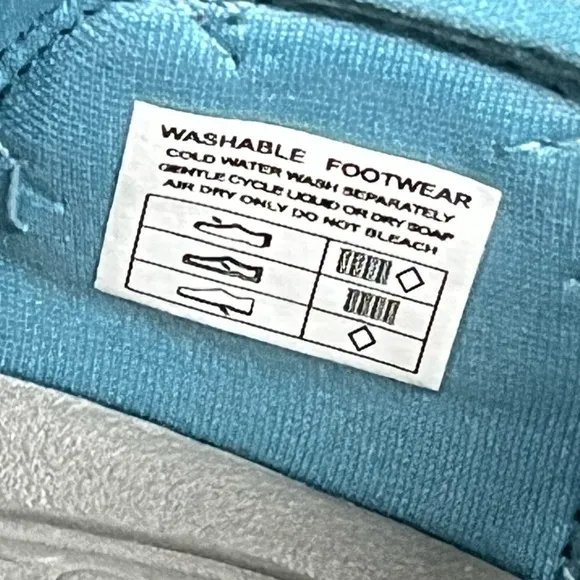 WASHABLE FOOTWEAR
COLD WATER WASH SEPARATELY
GENTLE CYCLE LIQUID OR DRY SOAP
AIR DRY ONLY DO NOT BLEACH